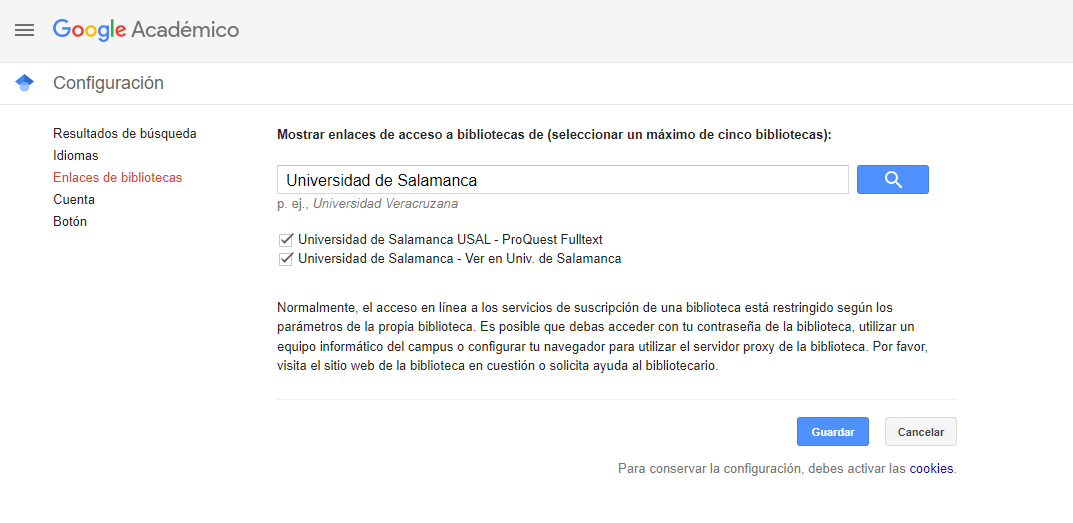 Google Académico
Configuración
Resultados de búsqueda
Idiomas
Enlaces de bibliotecas
Cuenta
Botón
Mostrar enlaces de acceso a bibliotecas de (seleccionar un máximo de cinco bibliotecas):
Universidad de Salamanca
p. ej., Universidad Veracruzana
Universidad de Salamanca USAL - ProQuest Fulltext
Universidad de Salamanca - Ver en Univ. de Salamanca
Normalmente, el acceso en línea a los servicios de suscripción de una biblioteca está restringido según los
parámetros de la propia biblioteca. Es posible que debas acceder con tu contraseña de la biblioteca, utilizar un
equipo informático del campus o configurar tu navegador para utilizar el servidor proxy de la biblioteca. Por favor,
visita el sitio web de la biblioteca en cuestión o solicita ayuda al bibliotecario.
Guardar
Cancelar
Para conservar la configuración, debes activar las cookies.